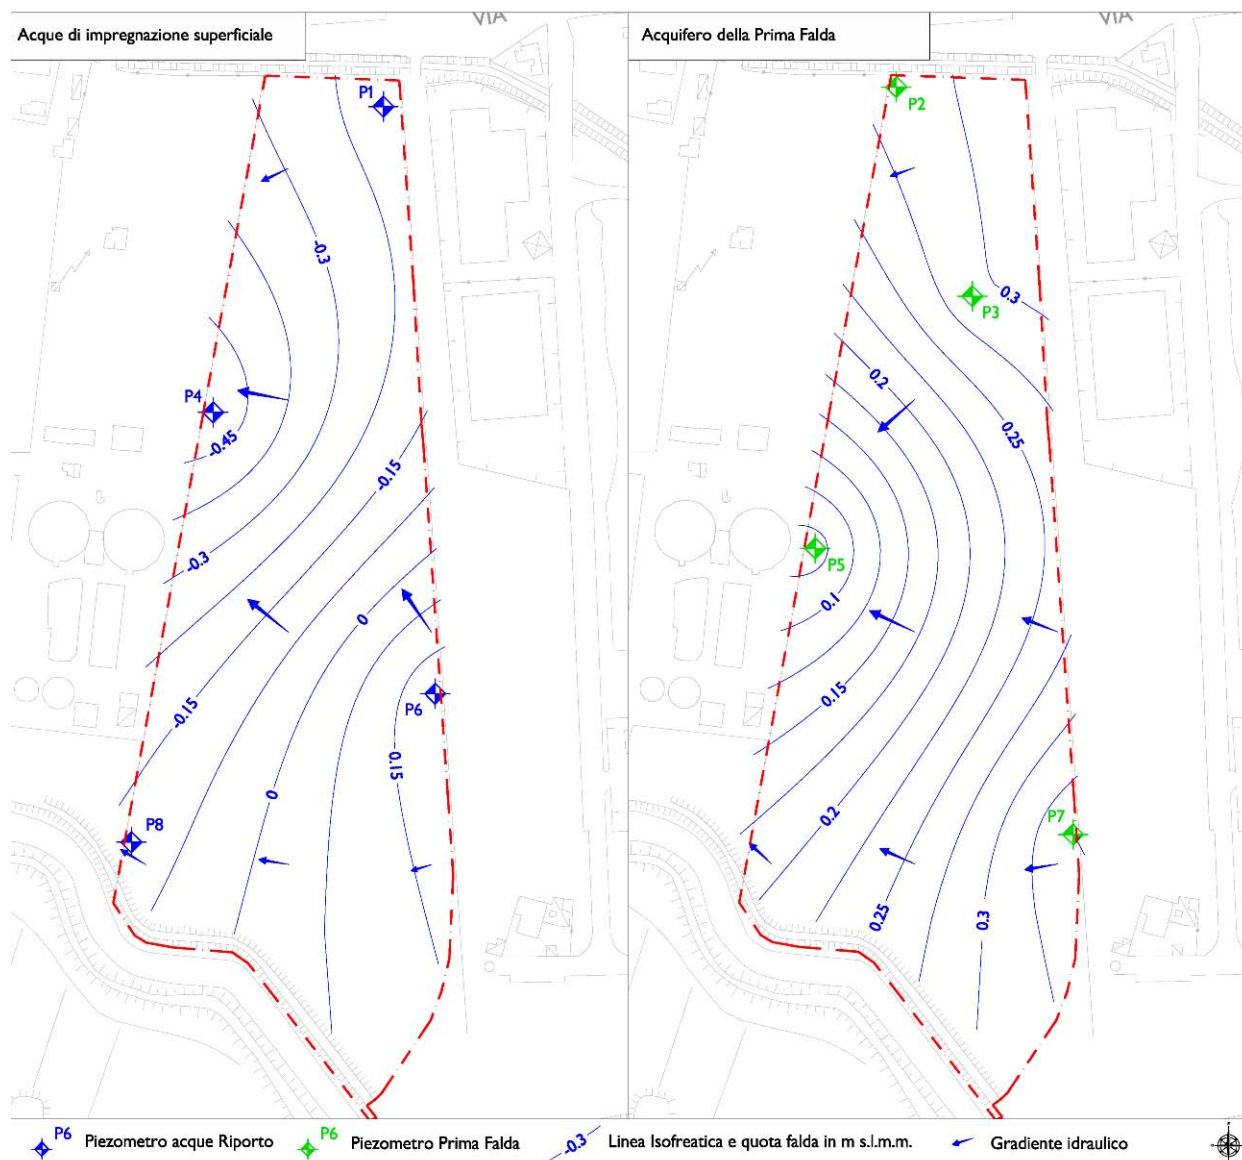 VIA
VIA
Acque di impregnazione superficiale
Acquifero della Prima Falda
P1
P2
-0.3
0.3
P3
0.2
P4
-0.45
0.25
-0.15
-0.3
P5
0.1
0
0.15
-0.15
P6
0.15
0
0.2
P8
P7
0.25
0.3
P6 Piezometro acque Riporto
P6 Piezometro Prima Falda
-0.3 Linea Isofreatica e quota falda in m s.l.m.m.
Gradiente idraulico